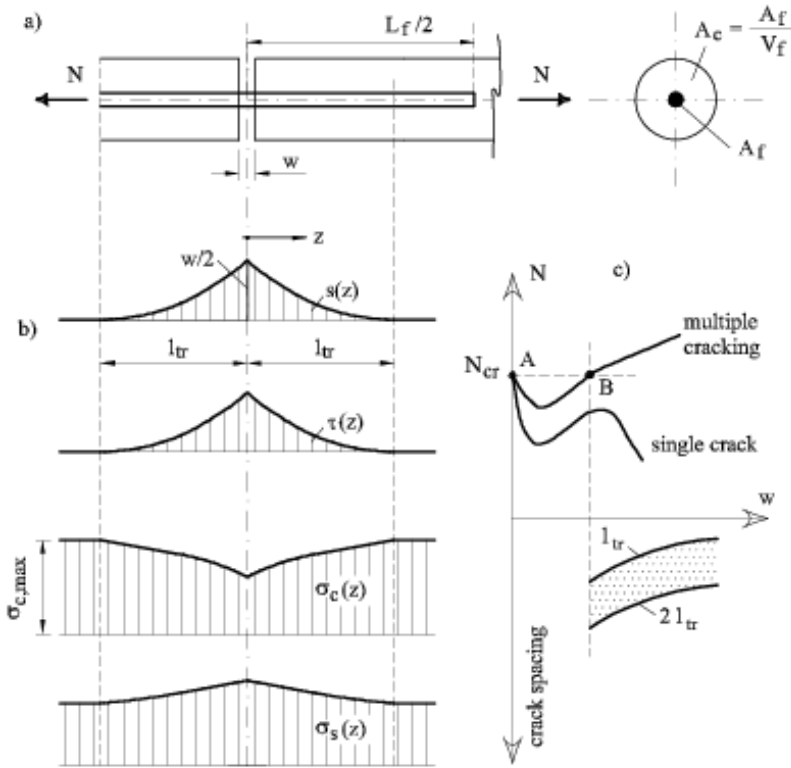 a)
L_f/2
A_c = A_f/V_f
N
N
w
A_f
z
w/2
s(z)
b)
l_tr
l_tr
τ(z)
σ_c,max
σ_c(z)
σ_s(z)
c)
N
multiple
cracking
N_cr
A
B
single crack
w
l_tr
2 l_tr
crack spacing